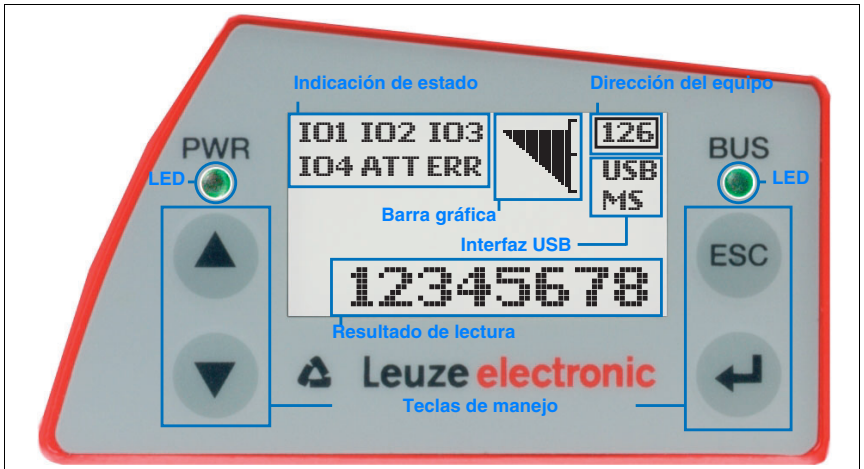 Indicación de estado
Dirección del equipo
IO1 IO2 IO3
126
PWR
BUS
IO4 ATT ERR
USB
LED
LED
MS
Barra gráfica
Interfaz USB
ESC
12345678
Resultado de lectura
Leuze electronic
Teclas de manejo